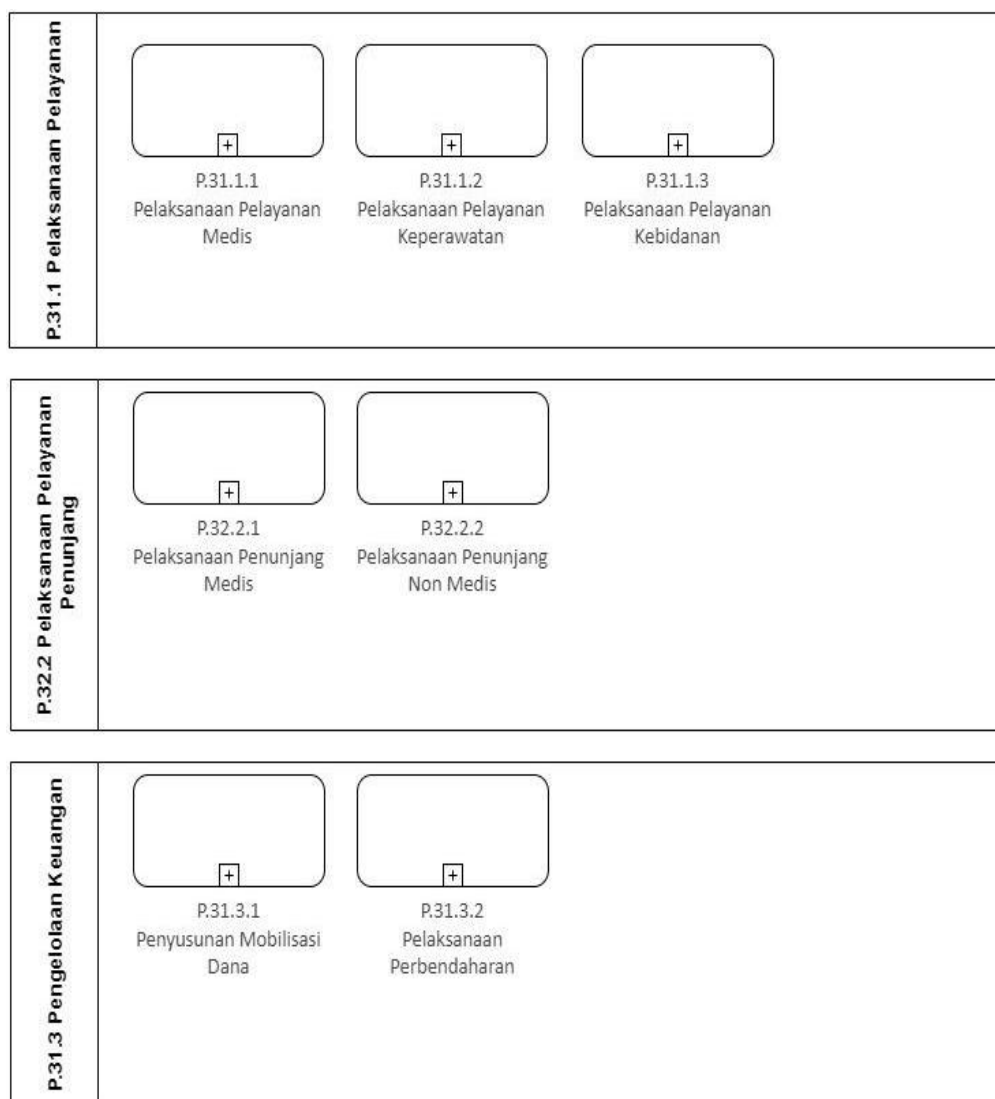 P.31.1 Pelaksanaan Pelayanan
+
+
+
P.31.1.1
Pelaksanaan Pelayanan
Medis
P.31.1.2
Pelaksanaan Pelayanan
Keperawatan
P.31.1.3
Pelaksanaan Pelayanan
Kebidanan
P.32.2 Pelaksanaan Pelayanan
Penunjang
+
+
P.32.2.1
Pelaksanaan Penunjang
Medis
P.32.2.2
Pelaksanaan Penunjang
Non Medis
P.31.3 Pengelolaan Keuangan
+
+
P.31.3.1
Penyusunan Mobilisasi
Dana
P.31.3.2
Pelaksanaan
Perbendaharan